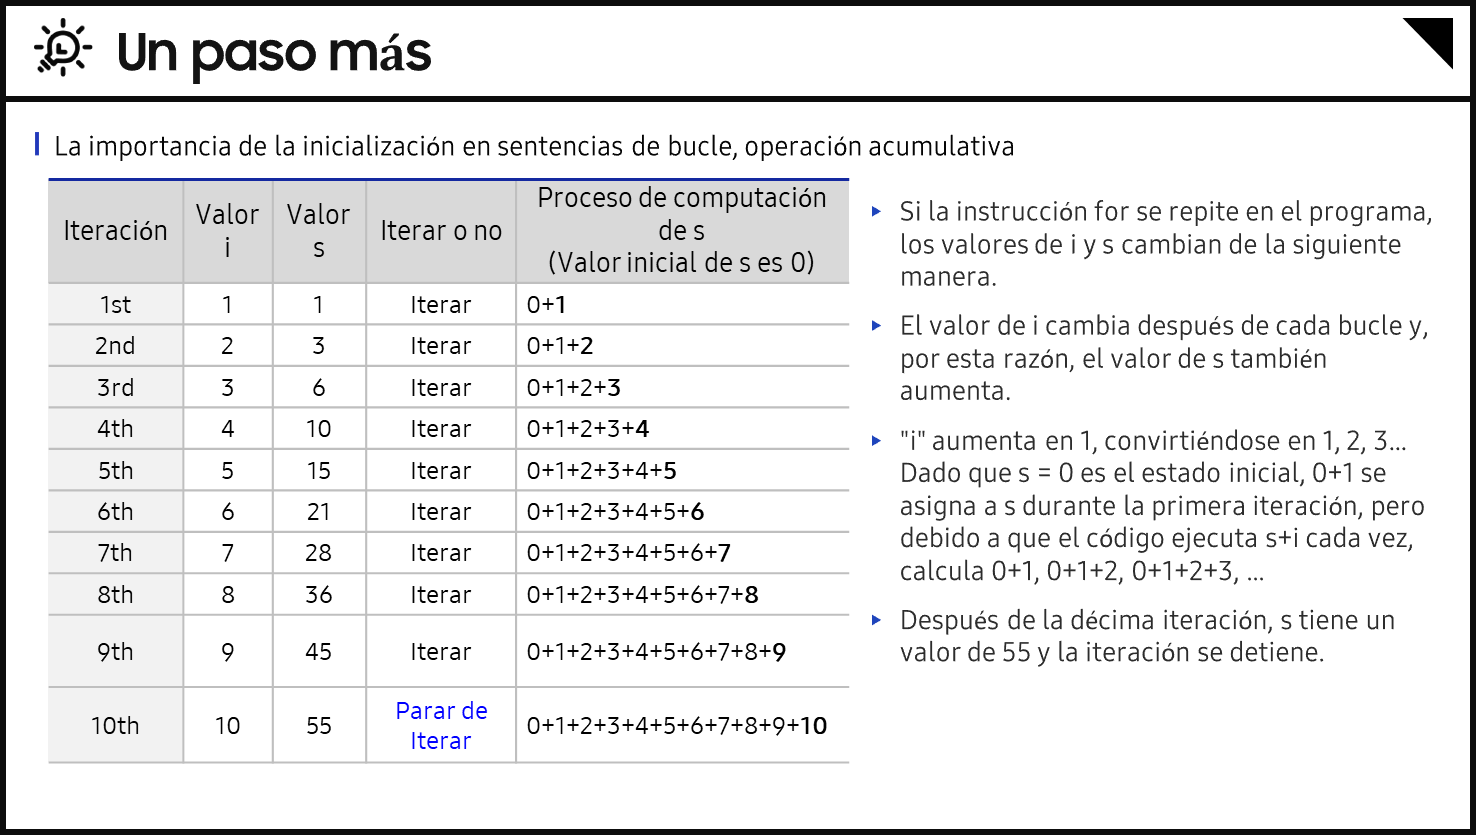 Un paso más
La importancia de la inicialización en sentencias de bucle, operación acumulativa
Iteración
Valor
i
Valor
s
Iterar o no
Proceso de computación
de s
(Valor inicial de s es 0)
1st 1 1 Iterar 0+1
2nd 2 3 Iterar 0+1+2
3rd 3 6 Iterar 0+1+2+3
4th 4 10 Iterar 0+1+2+3+4
5th 5 15 Iterar 0+1+2+3+4+5
6th 6 21 Iterar 0+1+2+3+4+5+6
7th 7 28 Iterar 0+1+2+3+4+5+6+7
8th 8 36 Iterar 0+1+2+3+4+5+6+7+8
9th 9 45 Iterar 0+1+2+3+4+5+6+7+8+9
10th 10 55 Parar de
Iterar
0+1+2+3+4+5+6+7+8+9+10
Si la instrucción for se repite en el programa,
los valores de i y s cambian de la siguiente
manera.
El valor de i cambia después de cada bucle y,
por esta razón, el valor de s también
aumenta.
"i" aumenta en 1, convirtiéndose en 1, 2, 3...
Dado que s = 0 es el estado inicial, 0+1 se
asigna a s durante la primera iteración, pero
debido a que el código ejecuta s+i cada vez,
calcula 0+1, 0+1+2, 0+1+2+3, ...
Después de la décima iteración, s tiene un
valor de 55 y la iteración se detiene.